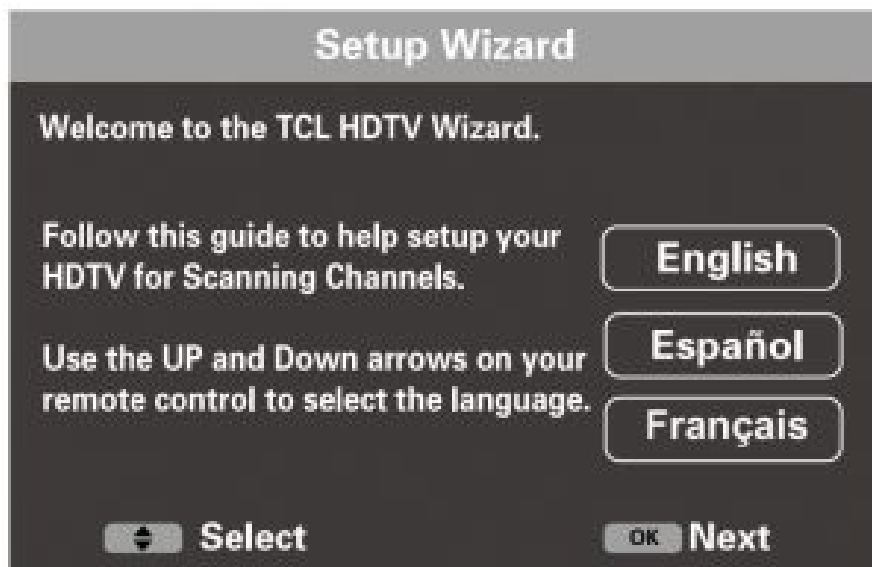 Setup Wizard
Welcome to the TCL HDTV Wizard.
Follow this guide to help setup your
HDTV for Scanning Channels.
Use the UP and Down arrows on your
remote control to select the language.
English
Español
Français
Select
OK Next